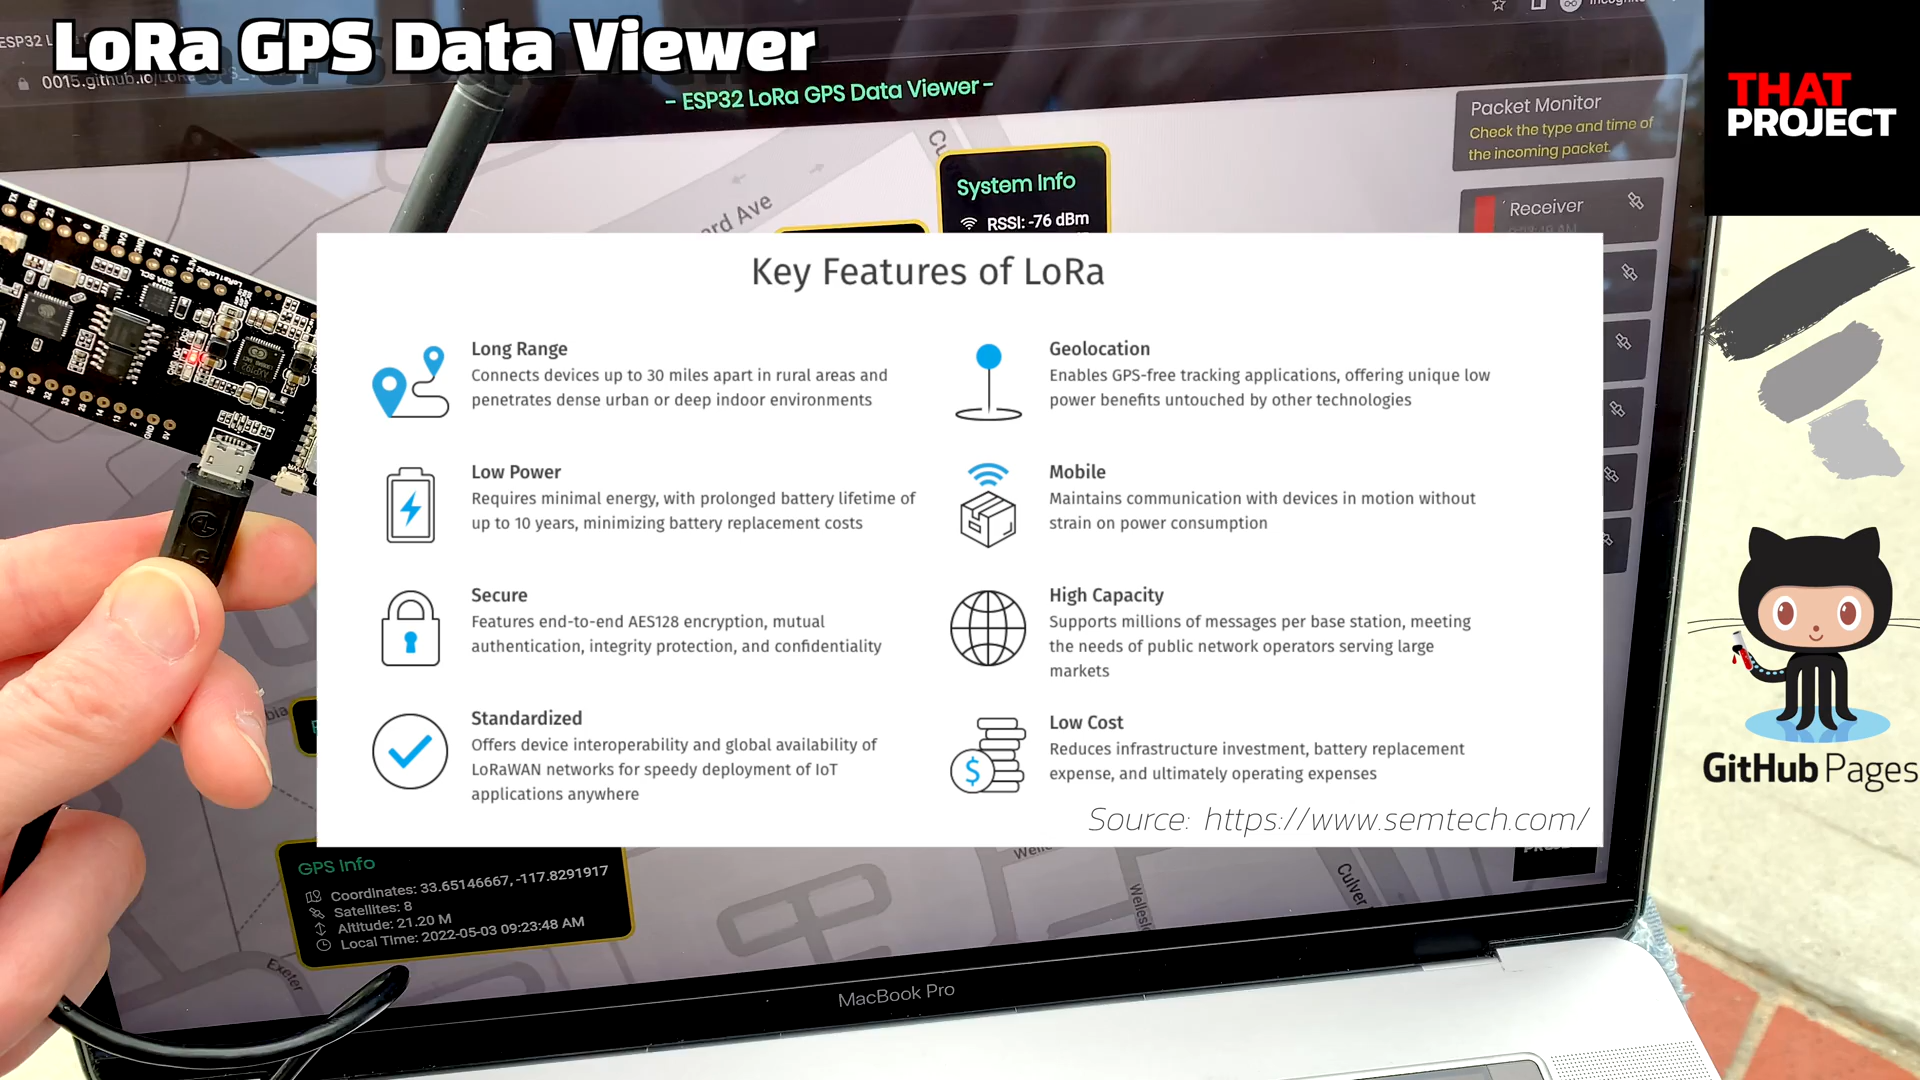 LoRa GPS Data Viewer
ESP32 L
0015.github.io/
- ESP32 LoRa GPS Data Viewer -
THAT
PROJECT
Packet Monitor
Check the type and time of
the incoming packet.
System Info
RSSI: -76 dBm
Receiver
rd Ave
Key Features of LoRa
Long Range
Connects devices up to 30 miles apart in rural areas and
penetrates dense urban or deep indoor environments
Geolocation
Enables GPS-free tracking applications, offering unique low
power benefits untouched by other technologies
Low Power
Requires minimal energy, with prolonged battery lifetime of
up to 10 years, minimizing battery replacement costs
Mobile
Maintains communication with devices in motion without
strain on power consumption
Secure
Features end-to-end AES128 encryption, mutual
authentication, integrity protection, and confidentiality
High Capacity
Supports millions of messages per base station, meeting
the needs of public network operators serving large
markets
Standardized
Offers device interoperability and global availability of
LoRaWAN networks for speedy deployment of IoT
applications anywhere
Low Cost
Reduces infrastructure investment, battery replacement
expense, and ultimately operating expenses
Source: https://www.semtech.com/
LG
GitHub Pages
GPS Info
Coordinates: 33.65146667, -117.8291917
Satellites: 8
Altitude: 21.20 M
Local Time: 2022-05-03 09:23:48 AM
Exeter
Culver
MacBook Pro